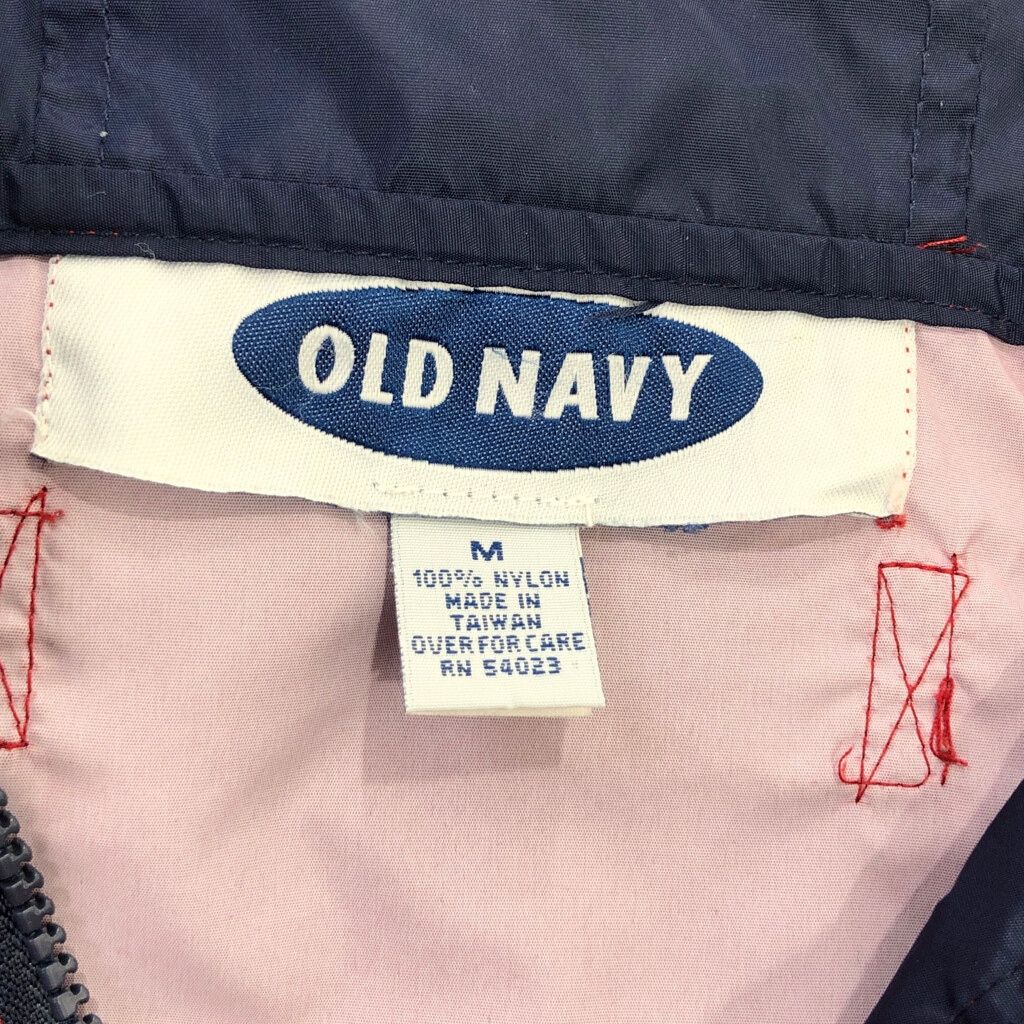 OLD NAVY
M
100% NYLON
MADE IN
TAIWAN
OVER FOR CARE
RN 54023